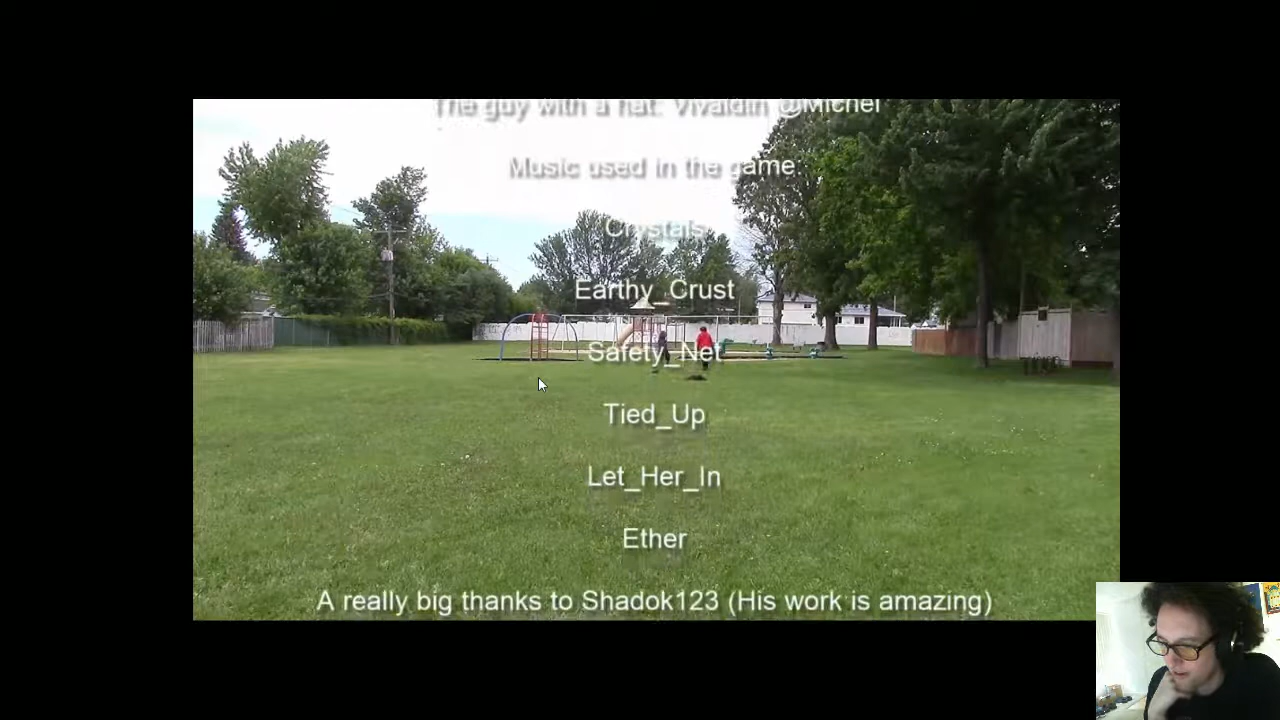 The guy with a hat: Vivaldin @Michel
Music used in the game:
Crystals
Earthy_Crust
Safety_Net
Tied_Up
Let_Her_In
Ether
A really big thanks to Shadok123 (His work is amazing)